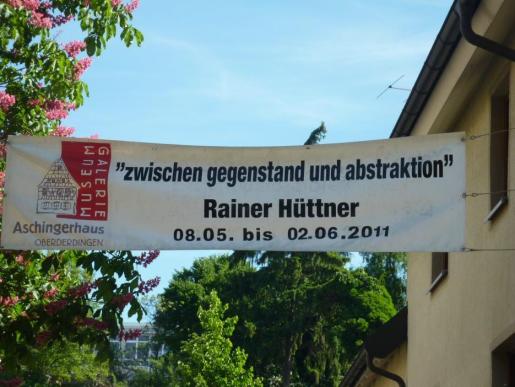 GALERIE
MUSEUM
Aschingerhaus
OBERDERDINGEN
"zwischen gegenstand und abstraktion"
Rainer Hüttner
08.05. bis 02.06.2011